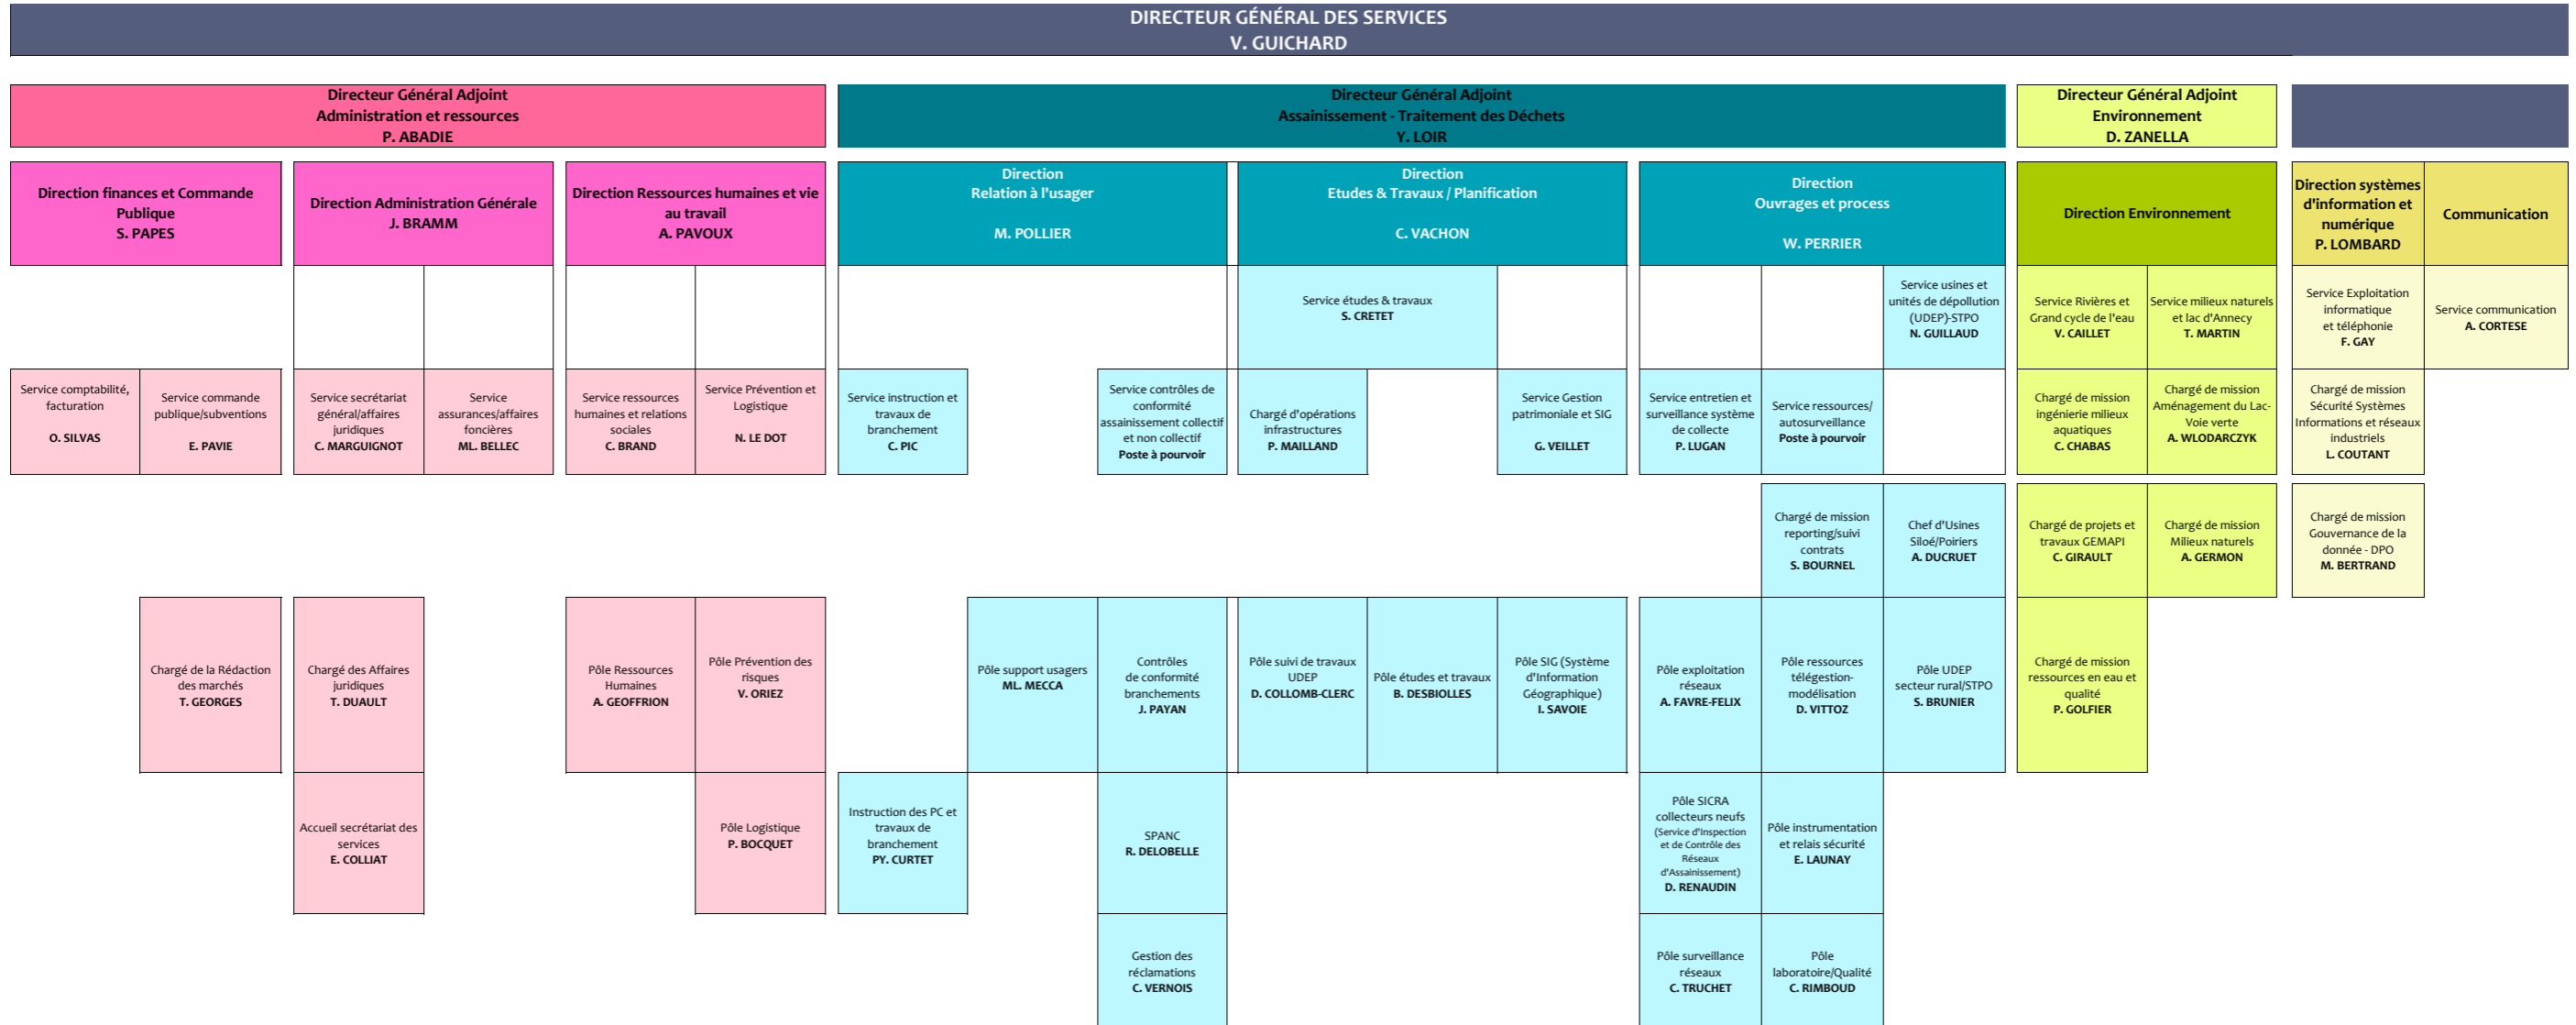 DIRECTEUR GÉNÉRAL DES SERVICES
V. GUICHARD
Directeur Général Adjoint
Administration et ressources
P. ABADIE
Directeur Général Adjoint
Assainissement - Traitement des Déchets
Y. LOIR
Directeur Général Adjoint
Environnement
D. ZANELLA
Direction finances et Commande
Publique
S. PAPES
Direction Administration Générale
J. BRAMM
Direction Ressources humaines et vie
au travail
A. PAVOUX
Direction
Relation à l'usager
M. POLLIER
Direction
Etudes & Travaux / Planification
C. VACHON
Direction
Ouvrages et process
W. PERRIER
Direction Environnement
Direction systèmes
d'information et
numérique
P. LOMBARD
Communication
Service études & travaux
S. CRETET
Service usines et
unités de dépollution
(UDEP)-STPO
N. GUILLAUD
Service Rivières et
Grand cycle de l'eau
V. CAILLET
Service milieux naturels
et lac d'Annecy
T. MARTIN
Service Exploitation
informatique
et téléphonie
F. GAY
Service communication
A. CORTESE
Service comptabilité,
facturation
O. SILVAS
Service commande
publique/subventions
E. PAVIE
Service secrétariat
général/affaires
juridiques
C. MARGUIGNOT
Service
assurances/affaires
foncières
ML. BELLEC
Service ressources
humaines et relations
sociales
C. BRAND
Service Prévention et
Logistique
N. LE DOT
Service instruction et
travaux de
branchement
C. PIC
Service contrôles de
conformité
assainissement collectif
et non collectif
Poste à pourvoir
Chargé d'opérations
infrastructures
P. MAILLAND
Service Gestion
patrimoniale et SIG
G. VEILLET
Service entretien et
surveillance système
de collecte
P. LUGAN
Service ressources/
autosurveillance
Poste à pourvoir
Chargé de mission
ingénierie milieux
aquatiques
C. CHABAS
Chargé de mission
Aménagement du Lac-
Voie verte
A. WLODARCZYK
Chargé de mission
Sécurité Systèmes
Informations et réseaux
industriels
L. COUTANT
Chargé de mission
reporting/suivi
contrats
S. BOURNEL
Chef d'Usines
Siloé/Poiriers
A. DUCRUET
Chargé de projets et
travaux GEMAPI
C. GIRAULT
Chargé de mission
Milieux naturels
A. GERMON
Chargé de mission
Gouvernance de la
donnée - DPO
M. BERTRAND
Chargé de la Rédaction
des marchés
T. GEORGES
Chargé des Affaires
juridiques
T. DUAULT
Pôle Ressources
Humaines
A. GEOFFRION
Pôle Prévention des
risques
V. ORIEZ
Pôle support usagers
ML. MECCA
Contrôles
de conformité
branchements
J. PAYAN
Pôle suivi de travaux
UDEP
D. COLLOMB-CLERC
Pôle études et travaux
B. DESBIOLLES
Pôle SIG (Système
d'Information
Géographique)
I. SAVOIE
Pôle exploitation
réseaux
A. FAVRE-FELIX
Pôle ressources
télégestion-
modélisation
D. VITTOZ
Pôle UDEP
secteur rural/STPO
S. BRUNIER
Chargé de mission
ressources en eau et
qualité
P. GOLFIER
Accueil secrétariat des
services
E. COLLIAT
Pôle Logistique
P. BOCQUET
Instruction des PC et
travaux de
branchement
PY. CURTET
SPANC
R. DELOBELLE
Pôle SICRA
collecteurs neufs
(Service d'Inspection
et de Contrôle des
Réseaux
d'Assainissement)
D. RENAUDIN
Pôle instrumentation
et relais sécurité
E. LAUNAY
Gestion des
réclamations
C. VERNOIS
Pôle surveillance
réseaux
C. TRUCHET
Pôle
laboratoire/Qualité
C. RIMBOUD